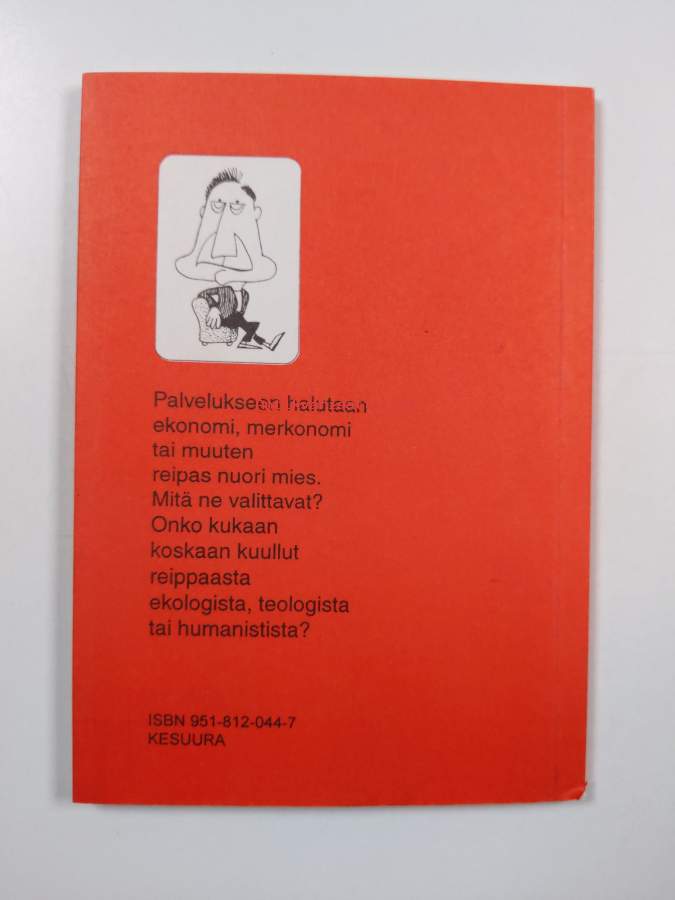 Palvelukseen halutaan
ekonomi, merkonomi
tai muuten
reipas nuori mies.
Mitä ne valittavat?
Onko kukaan
koskaan kuullut
reippaasta
ekologista, teologista
tai humanistista?
ISBN 951-812-044-7
KESUURA